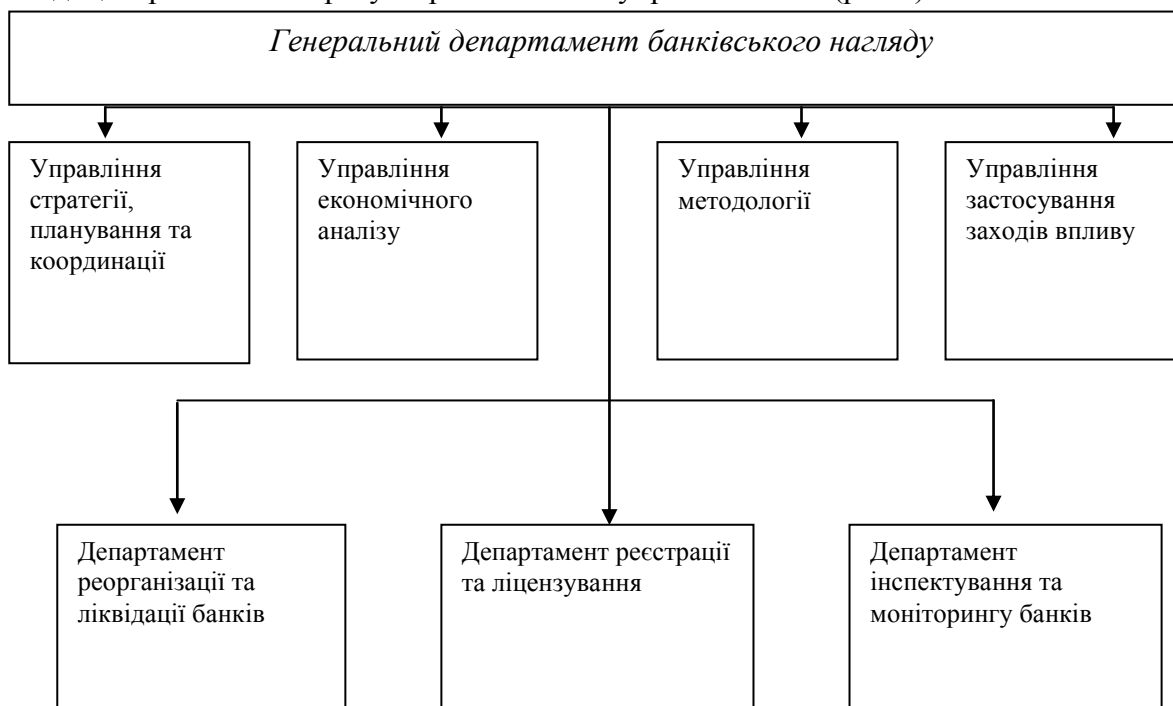 Генеральний департамент банківського нагляду
Управління
стратегії,
планування та
координації
Управління
економічного
аналізу
Управління
методології
Управління
застосування
заходів впливу
Департамент
реорганізації та
ліквідації банків
Департамент реєстрації
та ліцензування
Департамент
інспектування та
моніторингу банків